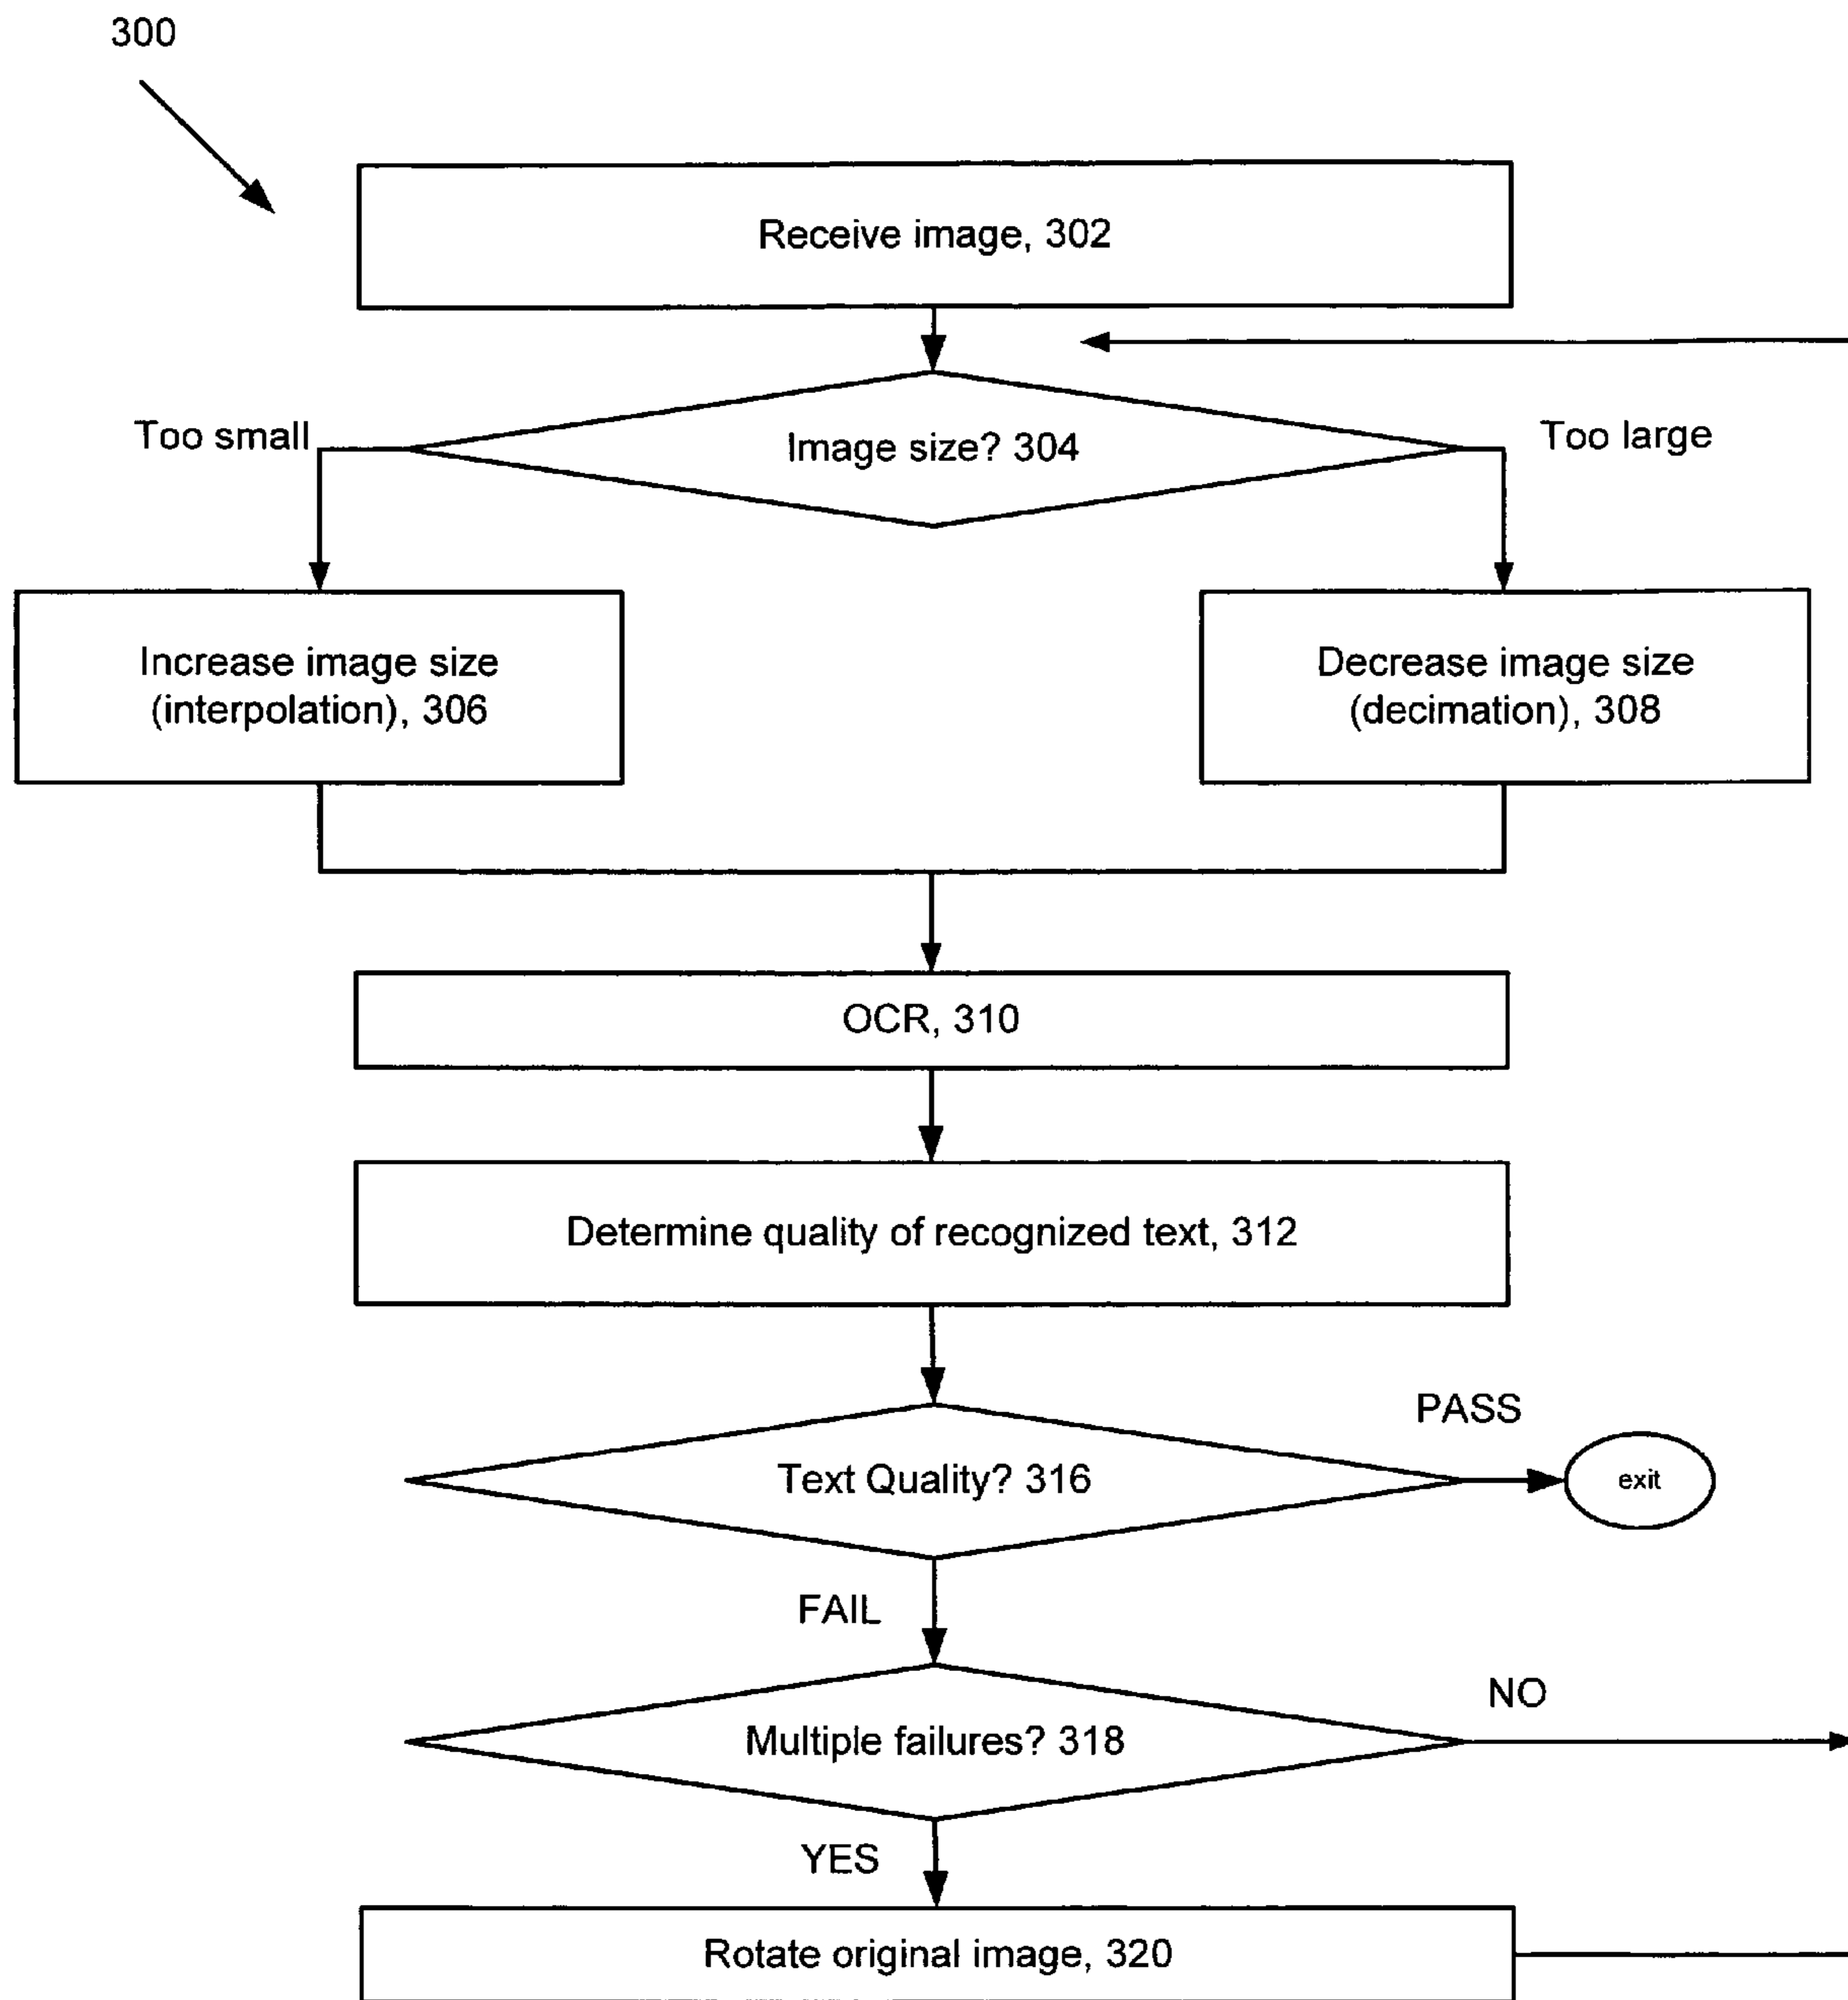 300
Receive image, 302
Too small
Image size? 304
Too large
Increase image size
(interpolation), 306
Decrease image size
(decimation), 308
OCR, 310
Determine quality of recognized text, 312
PASS
Text Quality? 316
exit
FAIL
NO
Multiple failures? 318
YES
Rotate original image, 320